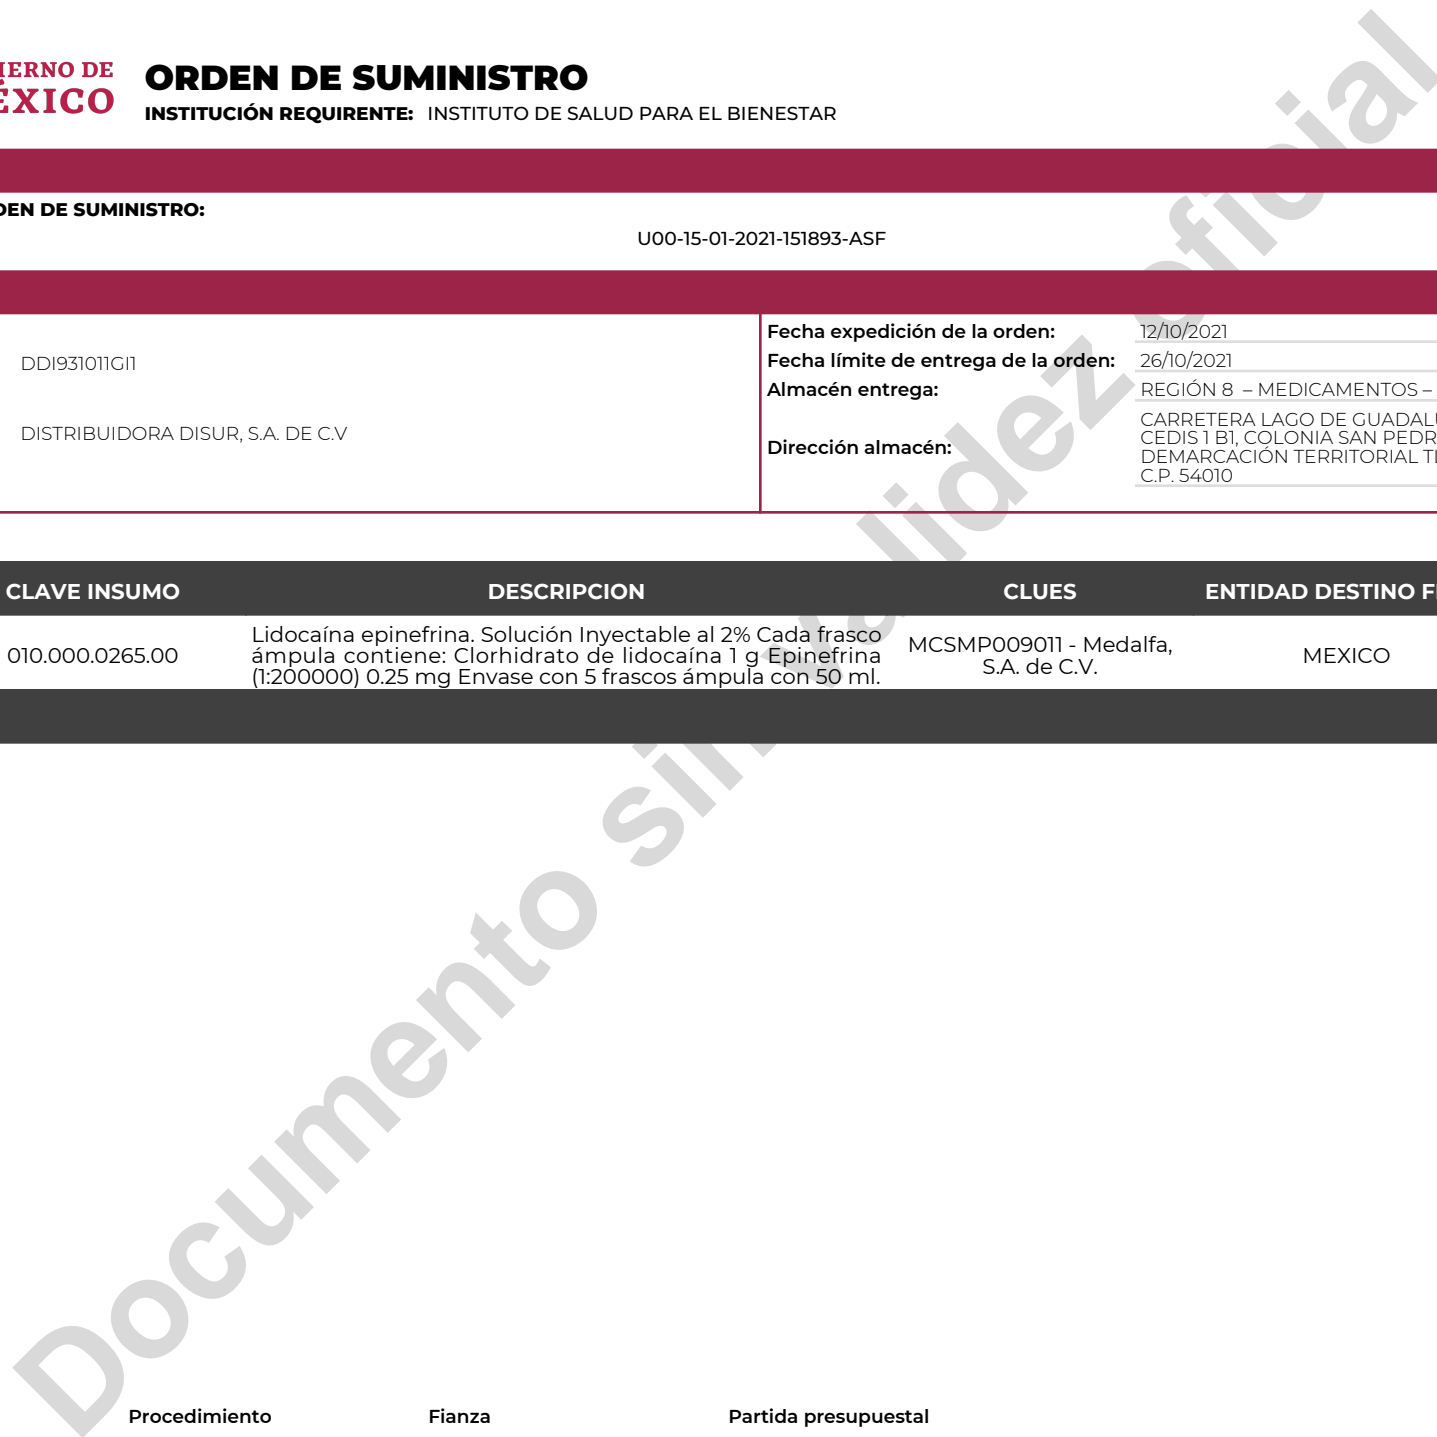 ORDEN DE SUMINISTRO
INSTITUCIÓN REQUIRENTE: INSTITUTO DE SALUD PARA EL BIENESTAR
DE
DE SUMINISTRO:
U00-15-01-2021-151893-ASF
DDI931011GI1
DISTRIBUIDORA DISUR, S.A. DE C.V
Fecha expedición de la orden: 12/10/2021
Fecha límite de entrega de la orden: 26/10/2021
Almacén entrega: REGIÓN 8 – MEDICAMENTOS –
Dirección almacén:
CARRETERA LAGO DE
CEDIS 1 B1, COLONIA SAN
DEMARCACIÓN TERRITORIAL
C.P. 54010
CLAVE INSUMO DESCRIPCION CLUES ENTIDAD DESTINO
010.000.0265.00
Lidocaína epinefrina. Solución Inyectable al 2% Cada frasco
ámpula contiene: Clorhidrato de lidocaína 1 g Epinefrina
(1:200000) 0.25 mg Envase con 5 frascos ámpula con 50 ml.
MCSMP009011 - Medalfa,
S.A. de C.V.
MEXICO
Documento sin validez oficial
Procedimiento Fianza Partida presupuestal